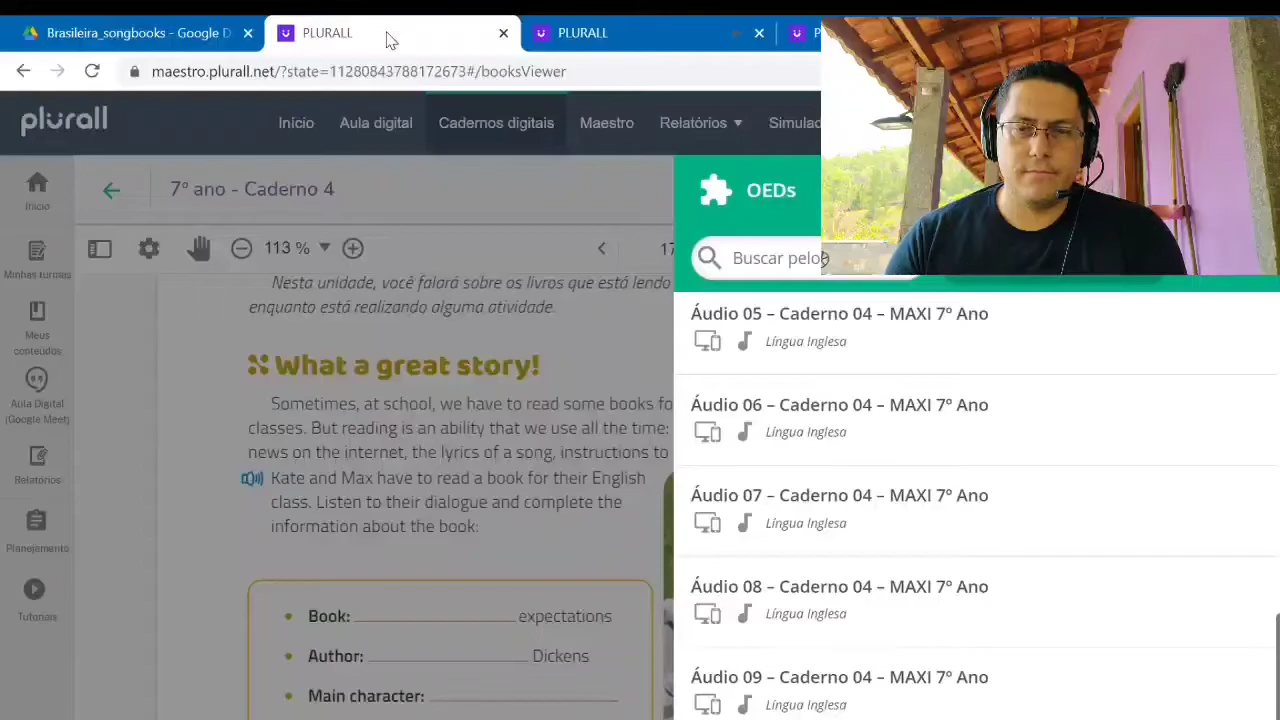 Brasileira_songbooks - Google D
PLURALL
PLURALL
P
maestro.plurall.net/?state=11280843788172673#/booksViewer
plurall
Início
Aula digital
Cadernos digitais
Maestro
Relatórios
Simulad
Início
Minhas turmas
Meus
conteúdos
Aula Digital
(Google Meet)
Relatórios
Planejamento
Tutoriais
7º ano - Caderno 4
113 %
17
Nesta unidade, você falará sobre os livros que está lendo
enquanto está realizando alguma atividade.
What a great story!
Sometimes, at school, we have to read some books fo
classes. But reading is an ability that we use all the time:
news on the internet, the lyrics of a song, instructions to
Kate and Max have to read a book for their English
class. Listen to their dialogue and complete the
information about the book:
Book: expectations
Author: Dickens
Main character:
OEDs
Buscar pelo
Áudio 05 – Caderno 04 – MAXI 7º Ano
Língua Inglesa
Áudio 06 – Caderno 04 – MAXI 7º Ano
Língua Inglesa
Áudio 07 – Caderno 04 – MAXI 7º Ano
Língua Inglesa
Áudio 08 – Caderno 04 – MAXI 7º Ano
Língua Inglesa
Áudio 09 – Caderno 04 – MAXI 7º Ano
Língua Inglesa